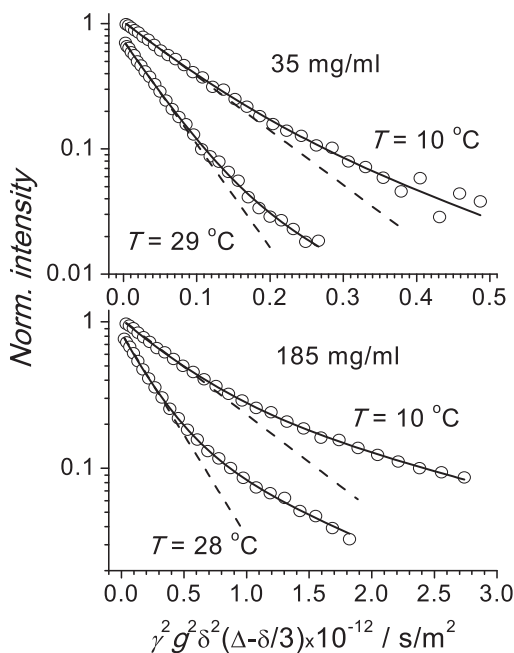 Norm. intensity
1
0.1
0.01
35 mg/ml
T = 10 °C
T = 29 °C
0.0 0.1 0.2 0.3 0.4 0.5
1
0.1
185 mg/ml
T = 10 °C
T = 28 °C
0.0 0.5 1.0 1.5 2.0 2.5 3.0
γ²g²δ²(Δ-δ/3)×10⁻¹² / s/m²